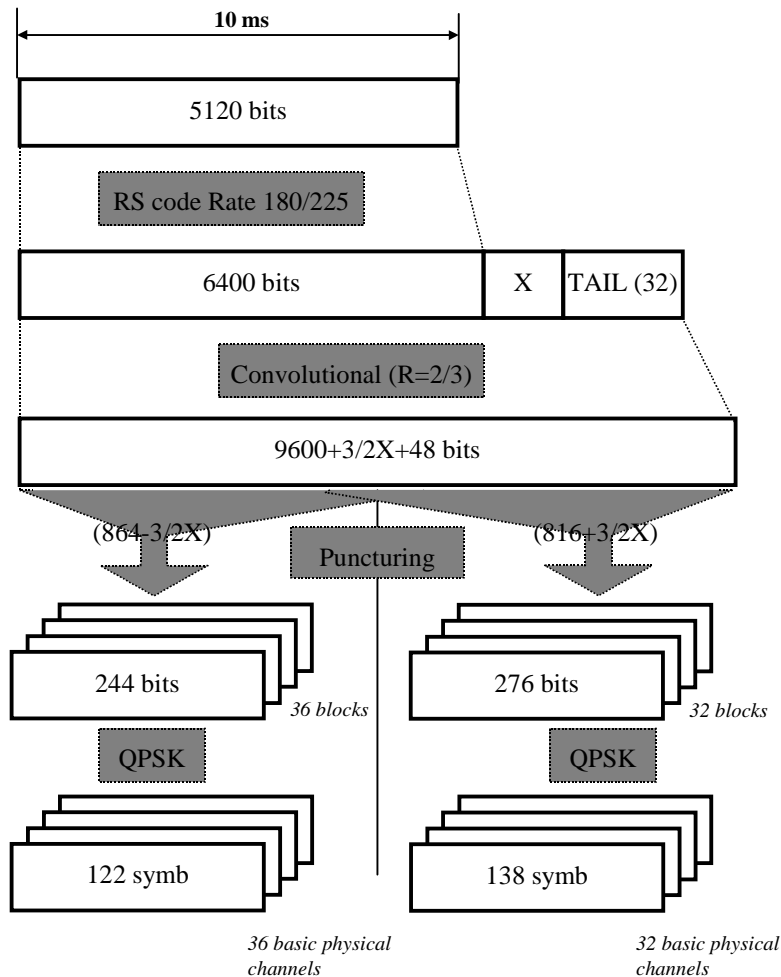 10 ms
5120 bits
RS code Rate 180/225
6400 bits
X
TAIL (32)
Convolutional (R=2/3)
9600+3/2X+48 bits
(864-3/2X)
(816+3/2X)
Puncturing
244 bits
36 blocks
276 bits
32 blocks
QPSK
QPSK
122 symb
138 symb
36 basic physical
channels
32 basic physical
channels